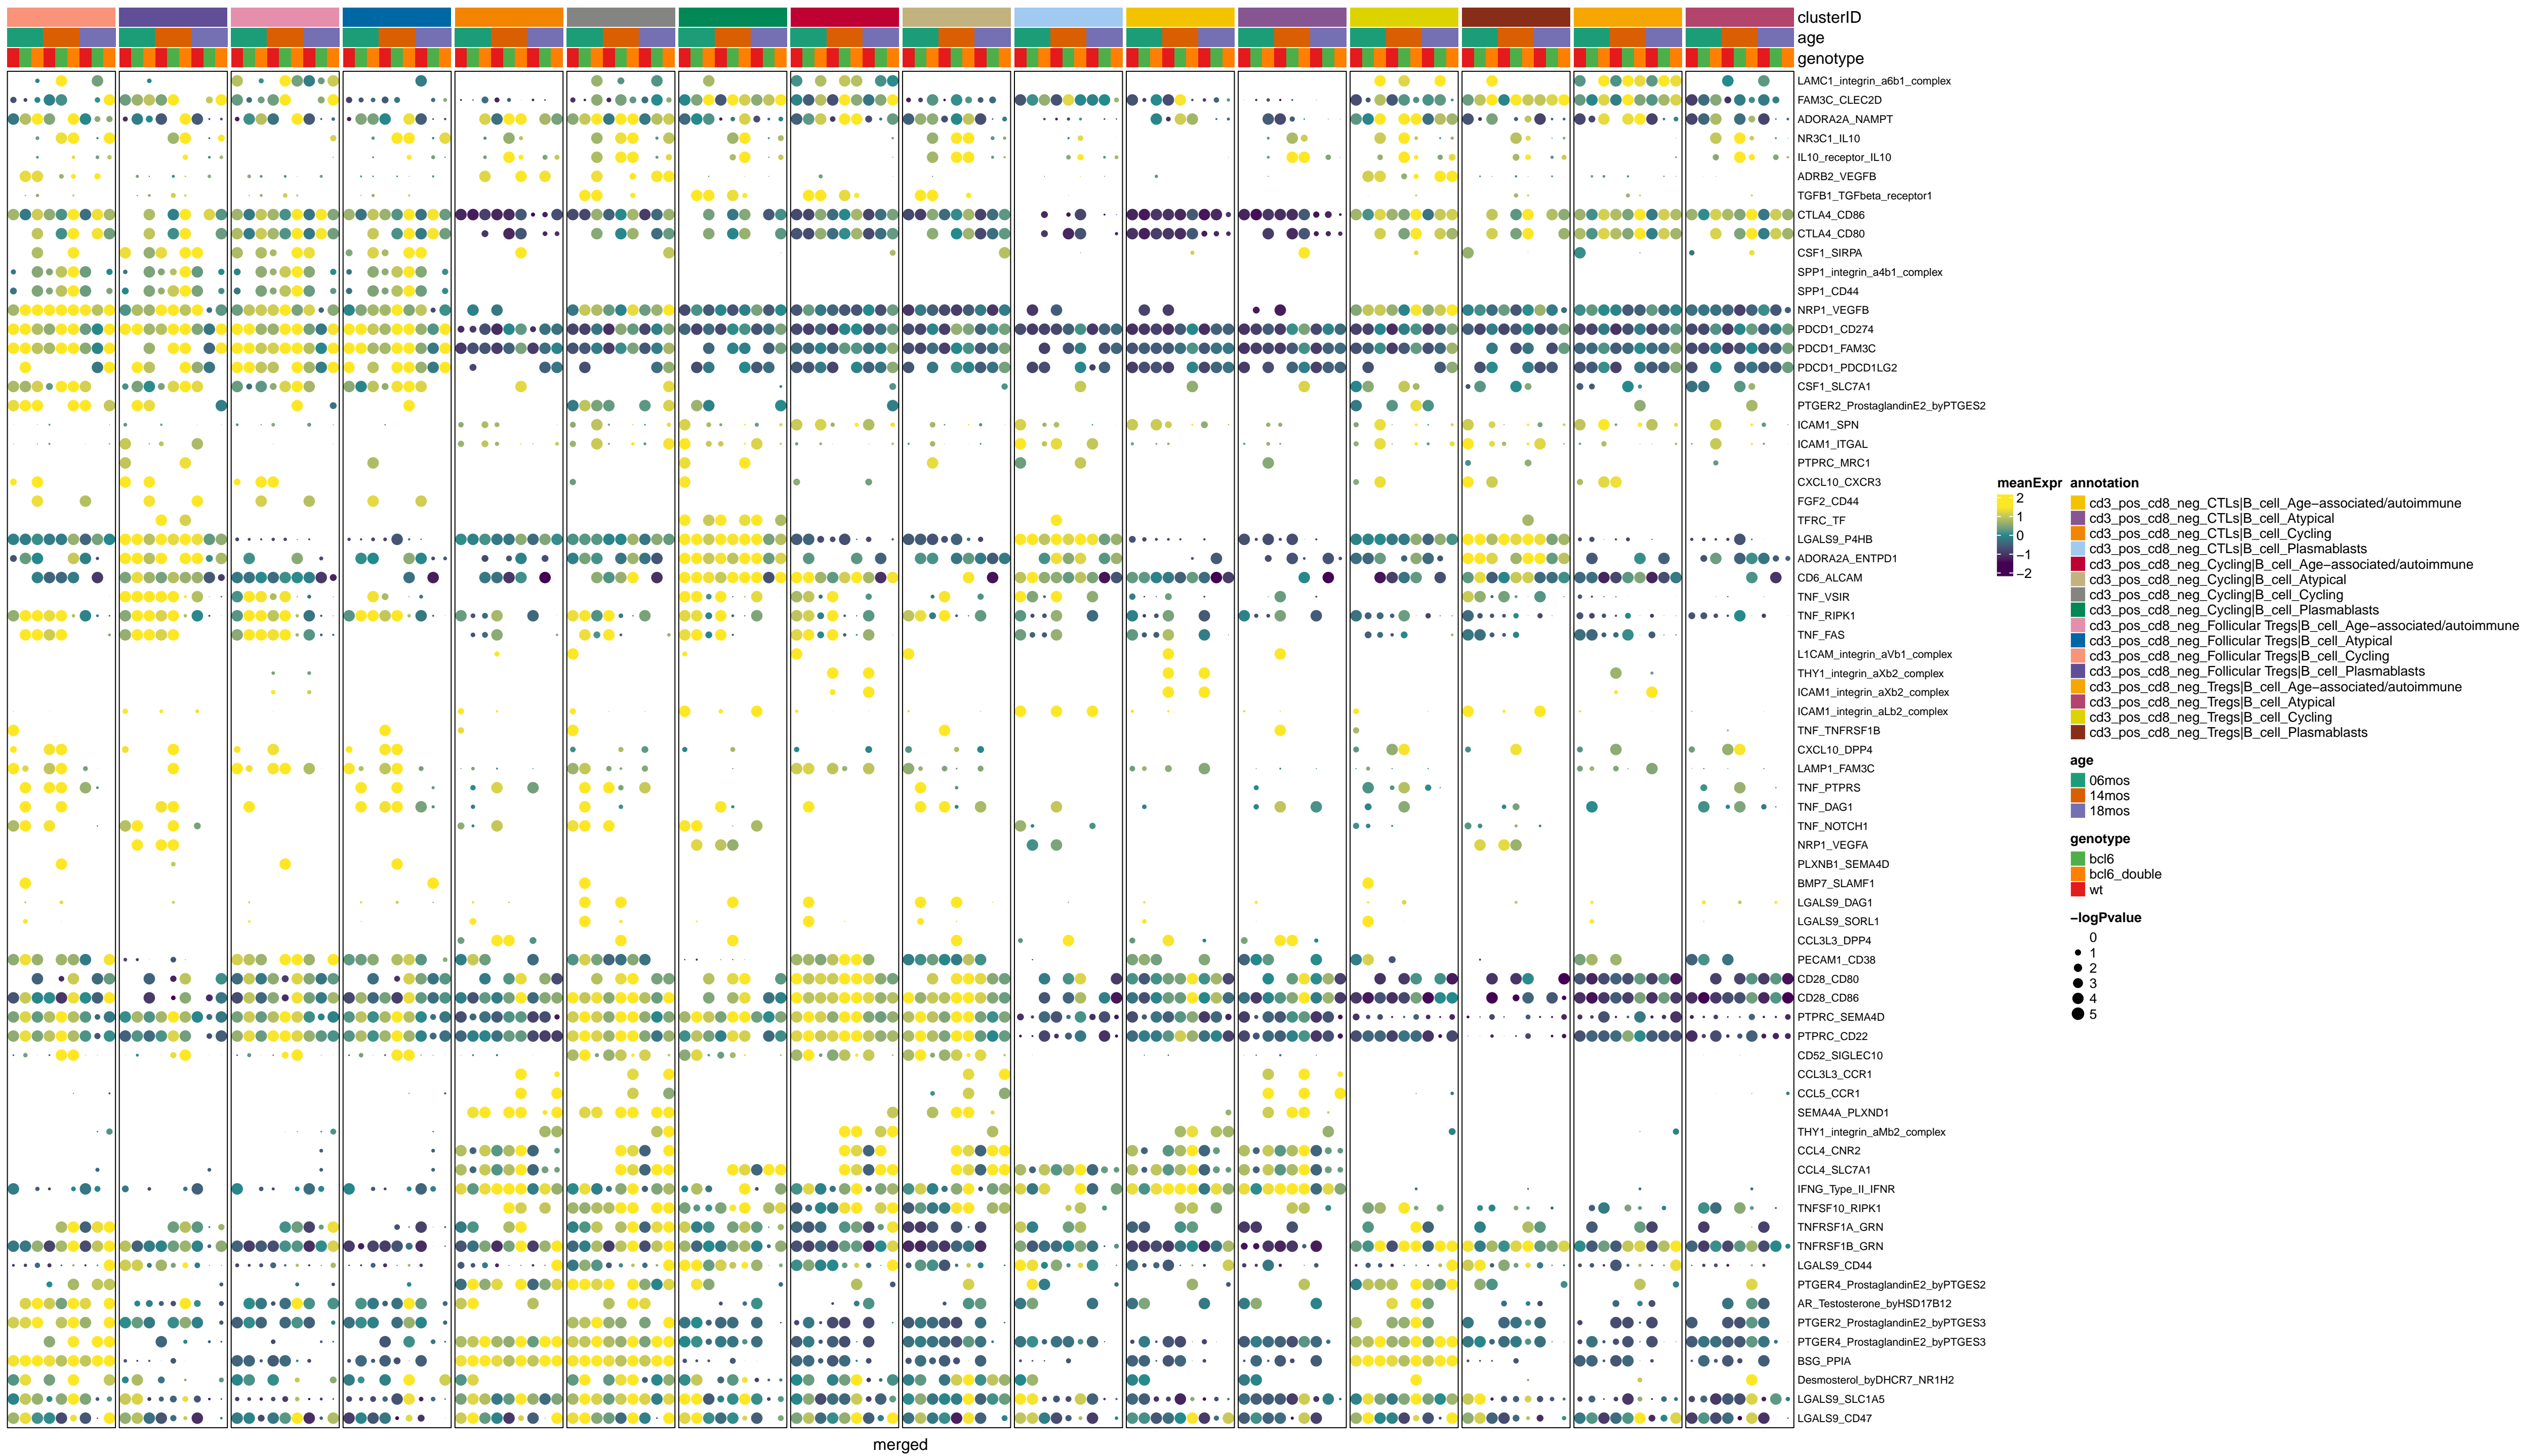 clusterID
age
genotype
LAMC1_integrin_a6b1_complex
FAM3C_CLEC2D
ADORA2A_NAMPT
NR3C1_IL10
IL10_receptor_IL10
ADRB2_VEGFB
TGFB1_TGFbeta_receptor1
CTLA4_CD86
CTLA4_CD80
CSF1_SIRPA
SPP1_integrin_a4b1_complex
SPP1_CD44
NRP1_VEGFB
PDCD1_CD274
PDCD1_FAM3C
PDCD1_PDCD1LG2
CSF1_SLC7A1
PTGER2_ProstaglandinE2_byPTGES2
ICAM1_SPN
ICAM1_ITGAL
PTPRC_MRC1
CXCL10_CXCR3
FGF2_CD44
TFRC_TF
LGALS9_P4HB
ADORA2A_ENTPD1
CD6_ALCAM
TNF_VSIR
TNF_RIPK1
TNF_FAS
L1CAM_integrin_aVb1_complex
THY1_integrin_aXb2_complex
ICAM1_integrin_aXb2_complex
ICAM1_integrin_aLb2_complex
TNF_TNFRSF1B
CXCL10_DPP4
LAMP1_FAM3C
TNF_PTPRS
TNF_DAG1
TNF_NOTCH1
NRP1_VEGFA
PLXNB1_SEMA4D
BMP7_SLAMF1
LGALS9_DAG1
LGALS9_SORL1
CCL3L3_DPP4
PECAM1_CD38
CD28_CD80
CD28_CD86
PTPRC_SEMA4D
PTPRC_CD22
CD52_SIGLEC10
CCL3L3_CCR1
CCL5_CCR1
SEMA4A_PLXND1
THY1_integrin_aMb2_complex
CCL4_CNR2
CCL4_SLC7A1
IFNG_Type_II_IFNR
TNFSF10_RIPK1
TNFRSF1A_GRN
TNFRSF1B_GRN
LGALS9_CD44
PTGER4_ProstaglandinE2_byPTGES2
AR_Testosterone_byHSD17B12
PTGER2_ProstaglandinE2_byPTGES3
PTGER4_ProstaglandinE2_byPTGES3
BSG_PPIA
Desmosterol_byDHCR7_NR1H2
LGALS9_SLC1A5
LGALS9_CD47
merged
meanExpr
2
1
0
−1
−2
annotation
cd3_pos_cd8_neg_CTLs|B_cell_Age−associated/autoimmune
cd3_pos_cd8_neg_CTLs|B_cell_Atypical
cd3_pos_cd8_neg_CTLs|B_cell_Cycling
cd3_pos_cd8_neg_CTLs|B_cell_Plasmablasts
cd3_pos_cd8_neg_Cycling|B_cell_Age−associated/autoimmune
cd3_pos_cd8_neg_Cycling|B_cell_Atypical
cd3_pos_cd8_neg_Cycling|B_cell_Cycling
cd3_pos_cd8_neg_Cycling|B_cell_Plasmablasts
cd3_pos_cd8_neg_Follicular Tregs|B_cell_Age−associated/autoimmune
cd3_pos_cd8_neg_Follicular Tregs|B_cell_Atypical
cd3_pos_cd8_neg_Follicular Tregs|B_cell_Cycling
cd3_pos_cd8_neg_Follicular Tregs|B_cell_Plasmablasts
cd3_pos_cd8_neg_Tregs|B_cell_Age−associated/autoimmune
cd3_pos_cd8_neg_Tregs|B_cell_Atypical
cd3_pos_cd8_neg_Tregs|B_cell_Cycling
cd3_pos_cd8_neg_Tregs|B_cell_Plasmablasts
age
06mos
14mos
18mos
genotype
bcl6
bcl6_double
wt
−logPvalue
0
1
2
3
4
5